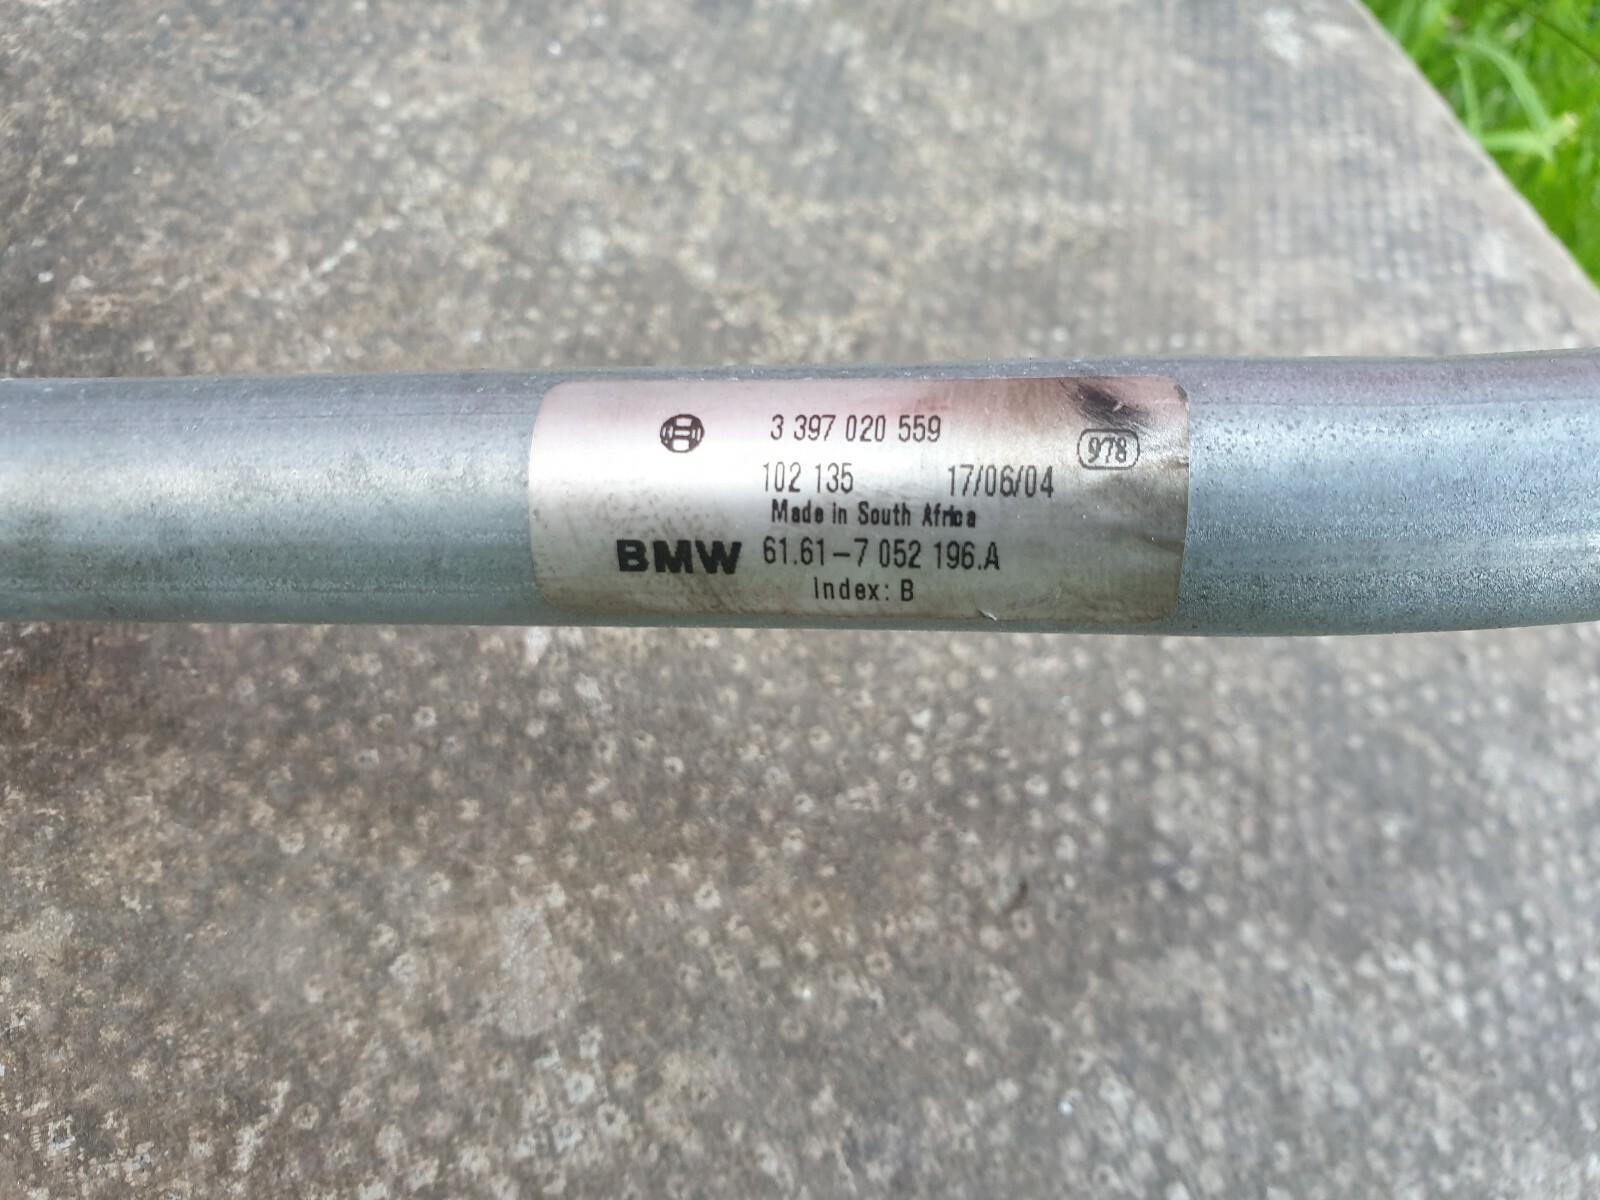 3 397 020 559
978
102 135 17/06/04
Made in South Africa
BMW 61.61-7 052 196.A
Index: B